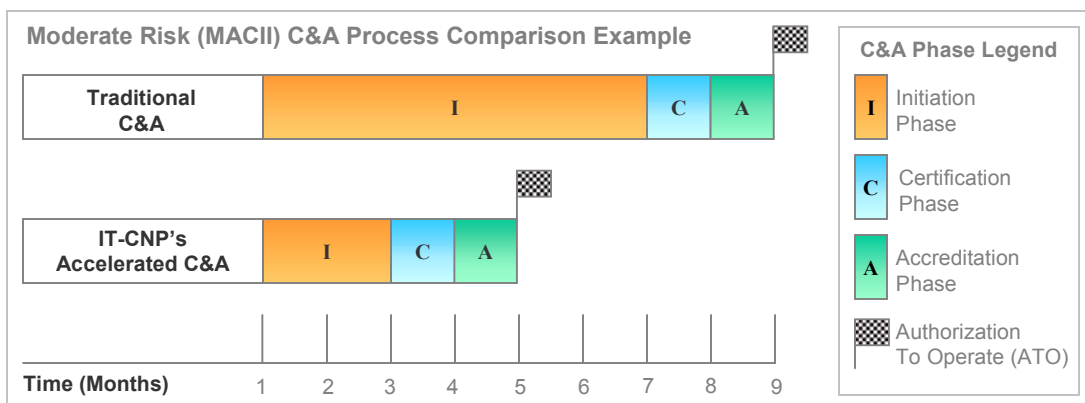 Moderate Risk (MACII) C&A Process Comparison Example
Traditional
C&A
I
C
A
IT-CNP's
Accelerated C&A
I
C
A
Time (Months)
1
2
3
4
5
6
7
8
9
C&A Phase Legend
I
Initiation
Phase
C
Certification
Phase
A
Accreditation
Phase
Authorization
To Operate (ATO)